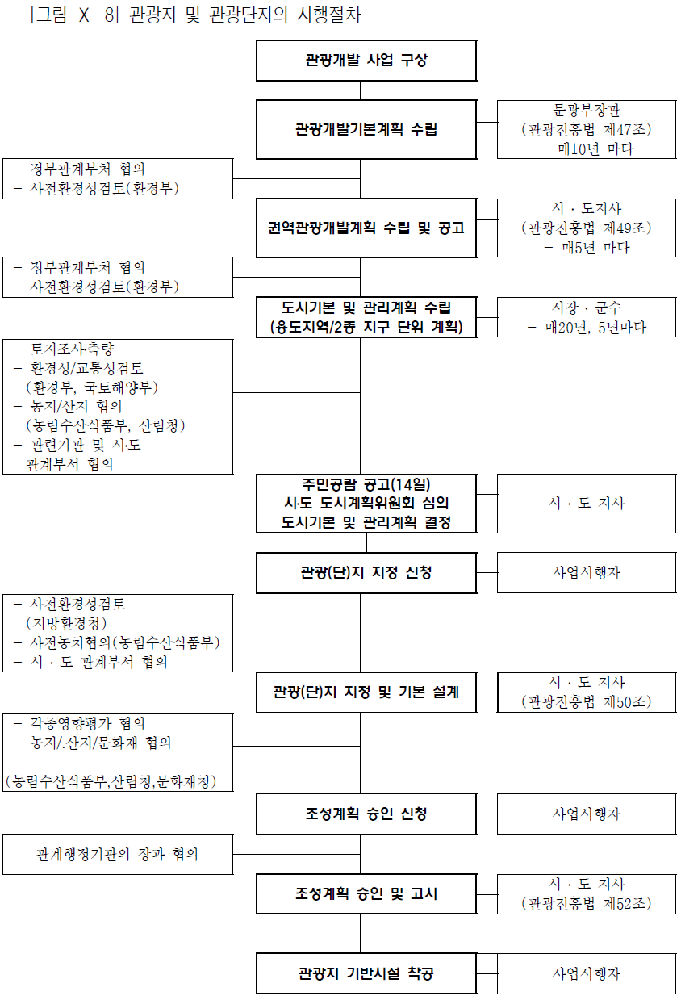 [그림 Ⅹ-8] 관광지 및 관광단지의 시행절차
관광개발 사업 구상
관광개발기본계획 수립
문광부장관
(관광진흥법 제47조)
- 매10년 마다
- 정부관계부처 협의
- 사전환경성검토(환경부)
권역관광개발계획 수립 및 공고
시·도지사
(관광진흥법 제49조)
- 매5년 마다
- 정부관계부처 협의
- 사전환경성검토(환경부)
도시기본 및 관리계획 수립
(용도지역/2종 지구 단위 계획)
시장·군수
- 매20년, 5년마다
- 토지조사·측량
- 환경성/교통성검토
(환경부, 국토해양부)
- 농지/산지 협의
(농림수산식품부, 산림청)
- 관련기관 및 시·도
관계부서 협의
주민공람 공고(14일)
시·도 도시계획위원회 심의
도시기본 및 관리계획 결정
시·도 지사
관광(단)지 지정 신청
사업시행자
- 사전환경성검토
(지방환경청)
- 사전농치협의(농림수산식품부)
- 시·도 관계부서 협의
관광(단)지 지정 및 기본 설계
시·도 지사
(관광진흥법 제50조)
- 각종영향평가 협의
- 농지/.산지/문화재 협의
(농림수산식품부,산림청,문화재청)
조성계획 승인 신청
사업시행자
관계행정기관의 장과 협의
조성계획 승인 및 고시
시·도 지사
(관광진흥법 제52조)
관광지 기반시설 착공
사업시행자